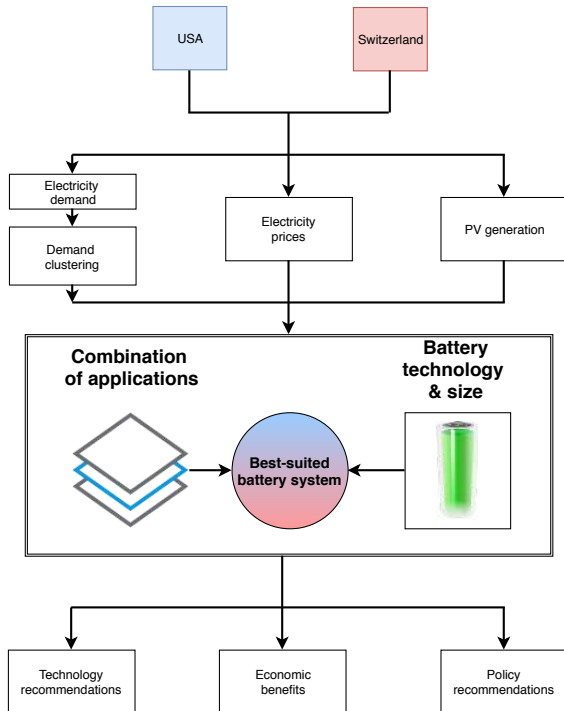 USA
Switzerland
Electricity
demand
Electricity
prices
PV generation
Demand
clustering
Combination
of applications
Battery
technology
& size
Best-suited
battery system
Technology
recommendations
Economic
benefits
Policy
recommendations